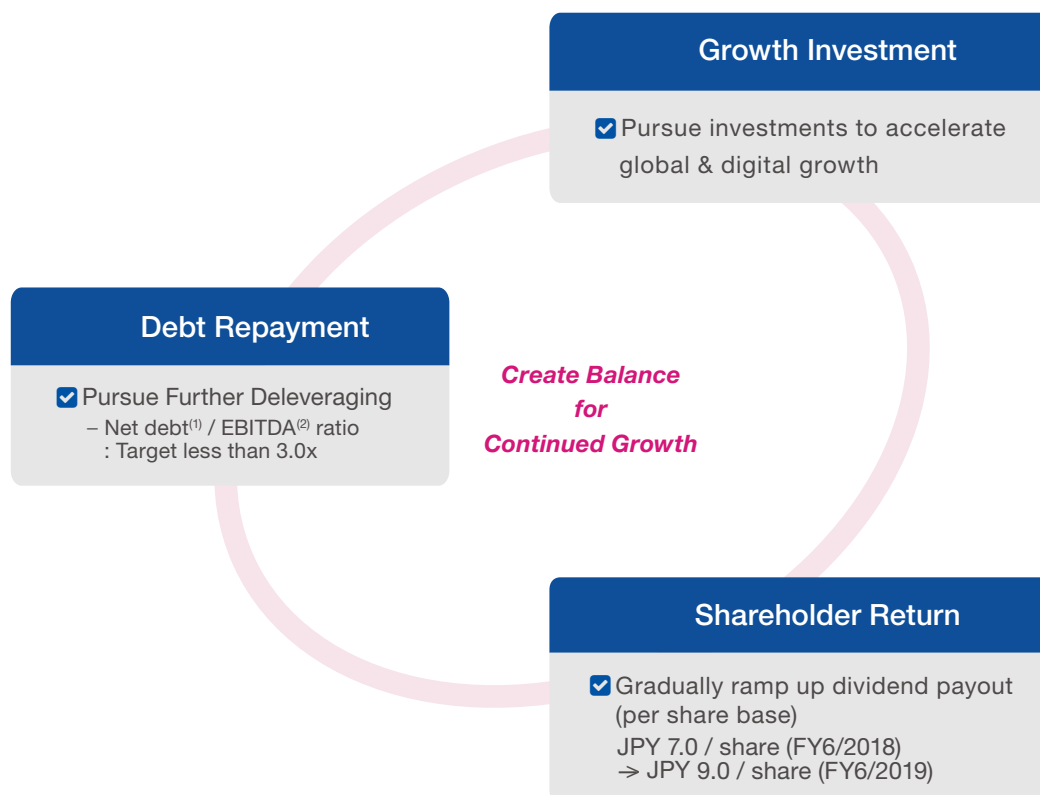 Growth Investment
Pursue investments to accelerate
global & digital growth
Debt Repayment
Pursue Further Deleveraging
– Net debt(1) / EBITDA(2) ratio
: Target less than 3.0x
Create Balance
for
Continued Growth
Shareholder Return
Gradually ramp up dividend payout
(per share base)
JPY 7.0 / share (FY6/2018)
→ JPY 9.0 / share (FY6/2019)